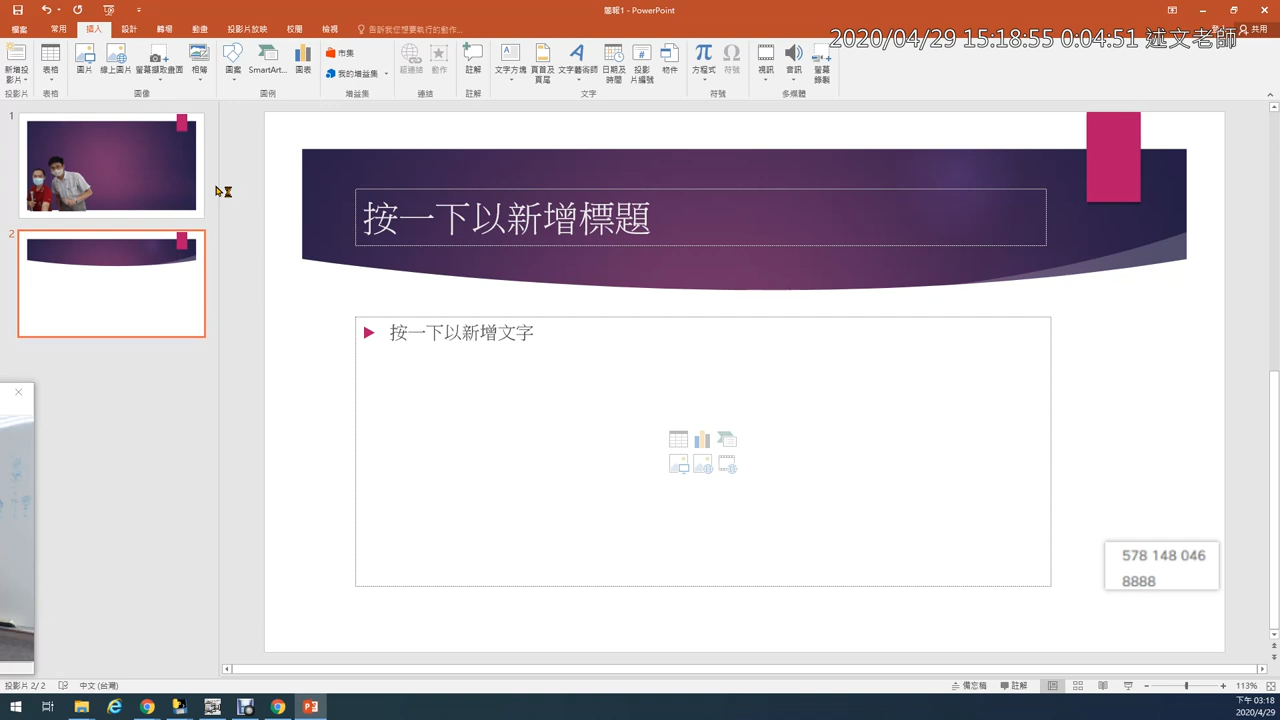 簡報1 - PowerPoint
檔案 常用 插入 設計 轉場 動畫 投影片放映 校閱 檢視 告訴我您想要執行的動作... 登入 共用
2020/04/29 15:18:55 0:04:51 述文老師
新增投影片 表格 圖片 線上圖片 螢幕擷取畫面 相簿 圖案 SmartArt... 圖表 市集 我的增益集 超連結 動作 註解 文字方塊 頁首及頁尾 文字藝術師 日期及時間 投影片編號 物件 方程式 符號 視訊 音訊 螢幕錄製
投影片 表格 圖像 圖例 增益集 連結 註解 文字 符號 多媒體
1
2
按一下以新增標題
按一下以新增文字
578 148 046
8888
投影片 2/2 中文 (台灣) 備忘稿 註解 113%
下午 03:18
2020/4/29